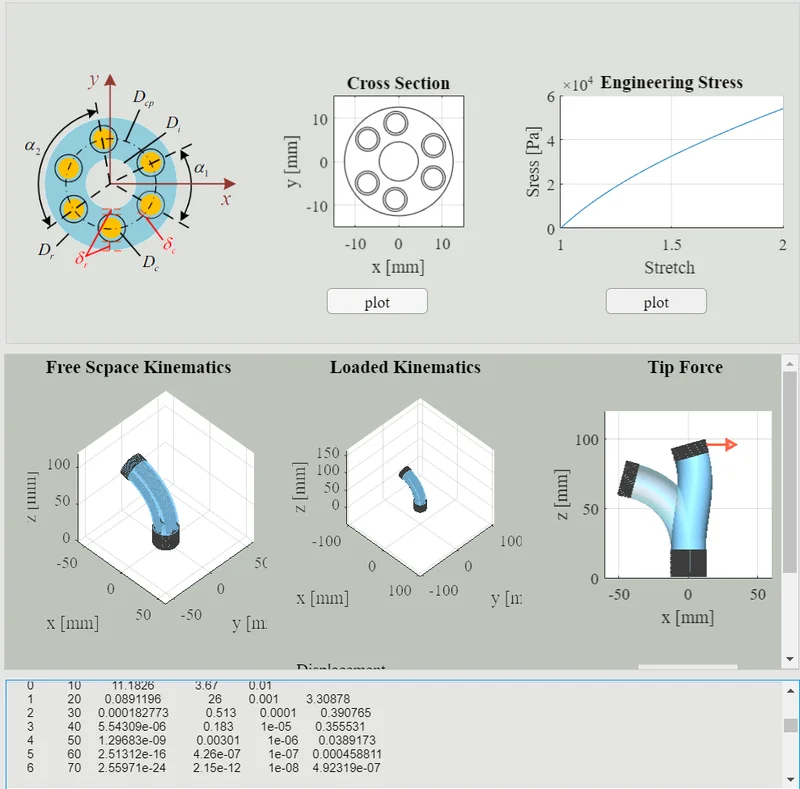 y
D_cp
D_i
α_2
α_1
x
D_r
δ_r
D_c
δ_c
Cross Section
10
0
-10
y [mm]
-10 0 10
x [mm]
plot
×10^4 Engineering Stress
6
4
2
0
Sress [Pa]
1 1.5 2
Stretch
plot
Free Scpace Kinematics
100
50
0
z [mm]
-50 0 50
x [mm]
-50 0
y [m
Loaded Kinematics
150
100
50
0
z [mm]
-100 0 100
x [mm]
-100 0 100
y [m
Tip Force
100
50
0
z [mm]
-50 0 50
x [mm]
Displacement
0 10 11.1826 3.67 0.01
1 20 0.0891196 26 0.001 3.30878
2 30 0.000182773 0.513 0.0001 0.390765
3 40 5.54309e-06 0.183 1e-05 0.355531
4 50 1.29683e-09 0.00301 1e-06 0.0389173
5 60 2.51312e-16 4.26e-07 1e-07 0.000458811
6 70 2.55971e-24 2.15e-12 1e-08 4.92319e-07